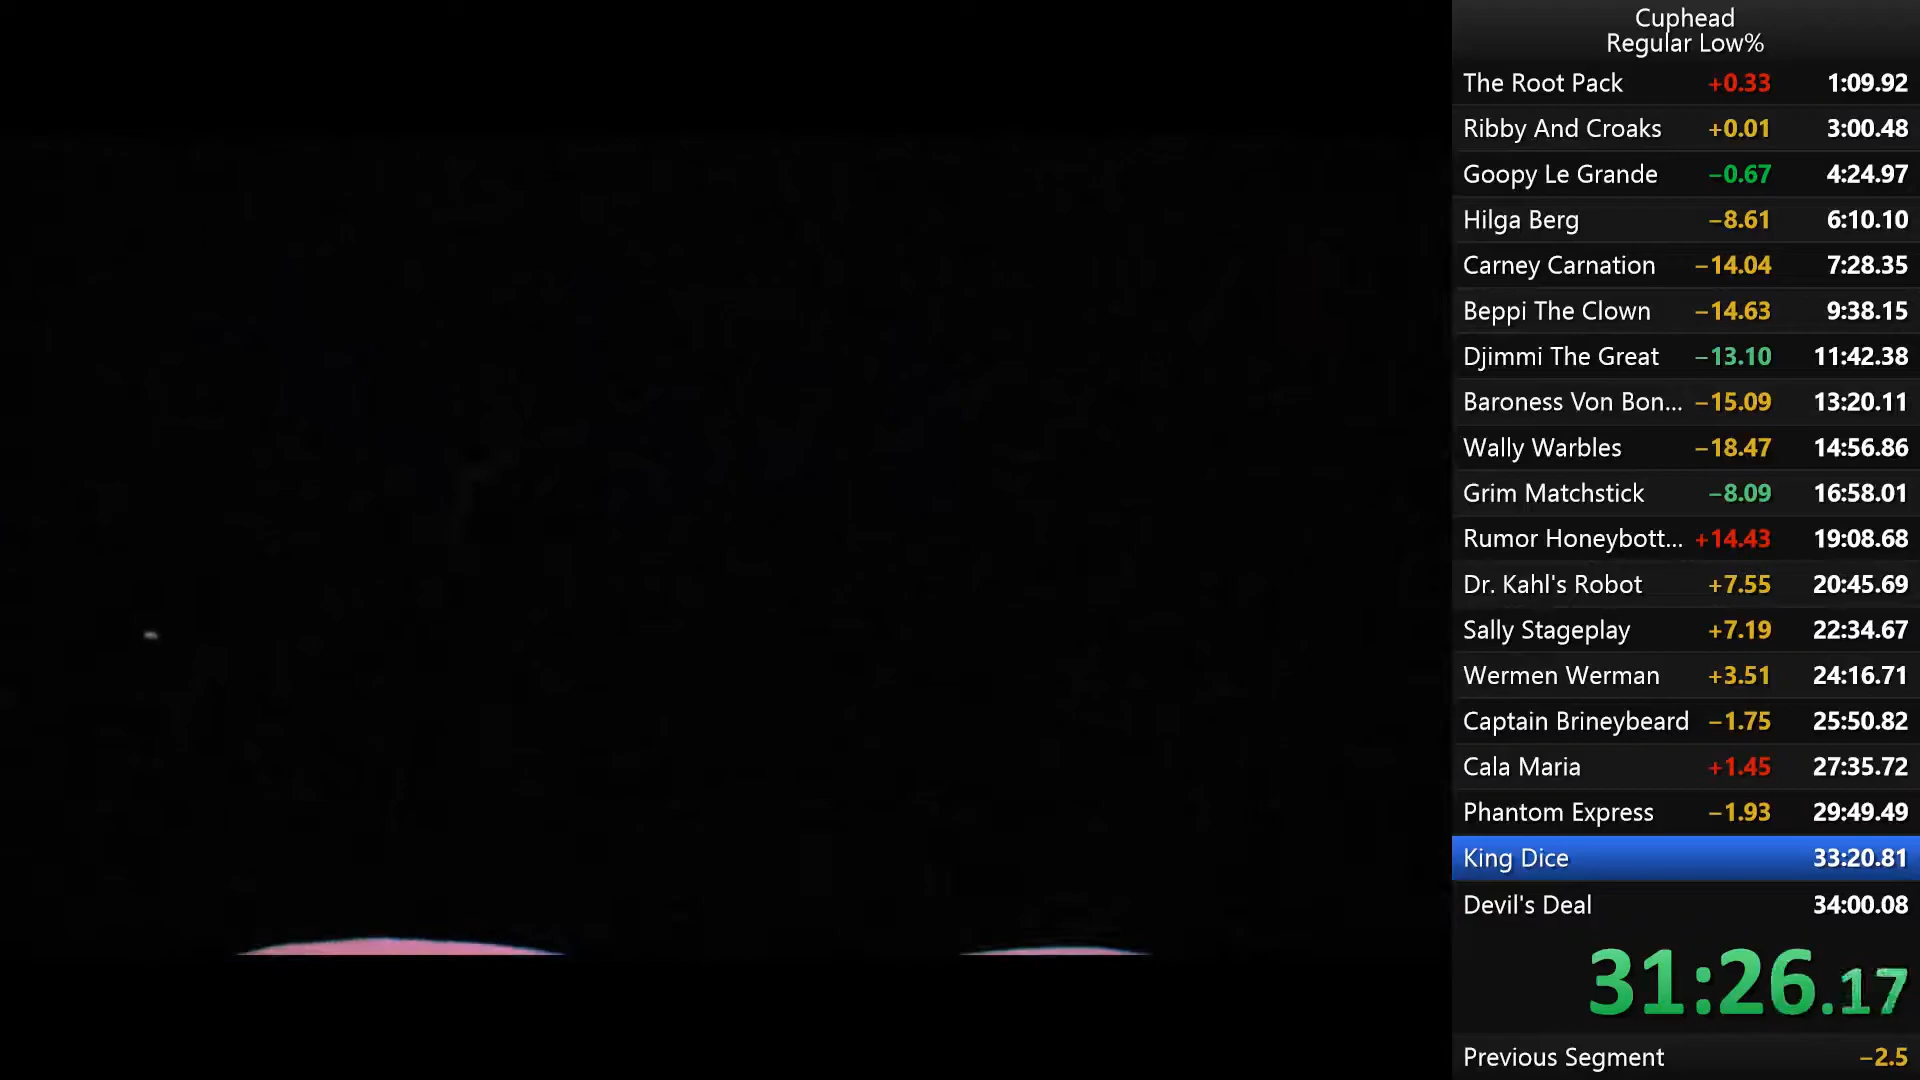 Cuphead
Regular Low%
The Root Pack +0.33 1:09.92
Ribby And Croaks +0.01 3:00.48
Goopy Le Grande −0.67 4:24.97
Hilga Berg −8.61 6:10.10
Carney Carnation −14.04 7:28.35
Beppi The Clown −14.63 9:38.15
Djimmi The Great −13.10 11:42.38
Baroness Von Bon... −15.09 13:20.11
Wally Warbles −18.47 14:56.86
Grim Matchstick −8.09 16:58.01
Rumor Honeybott... +14.43 19:08.68
Dr. Kahl's Robot +7.55 20:45.69
Sally Stageplay +7.19 22:34.67
Wermen Werman +3.51 24:16.71
Captain Brineybeard −1.75 25:50.82
Cala Maria +1.45 27:35.72
Phantom Express −1.93 29:49.49
King Dice 33:20.81
Devil's Deal 34:00.08
31:26.17
Previous Segment −2.5